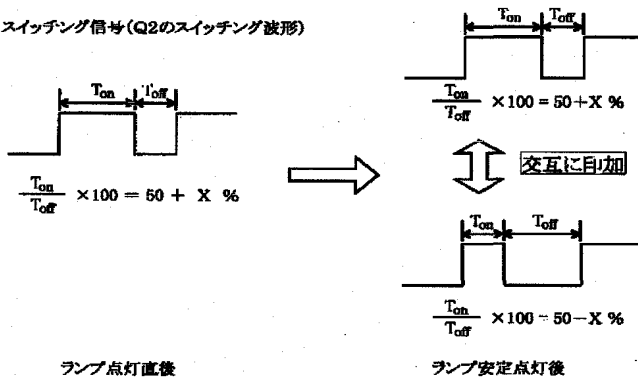 スイッチング信号(Q2のスイッチング波形)
Ton Toff
Ton/Toff ×100 = 50 + X %
Ton Toff
Ton/Toff ×100 = 50+X %
交互に印加
Ton Toff
Ton/Toff ×100 = 50−X %
ランプ点灯直後
ランプ安定点灯後